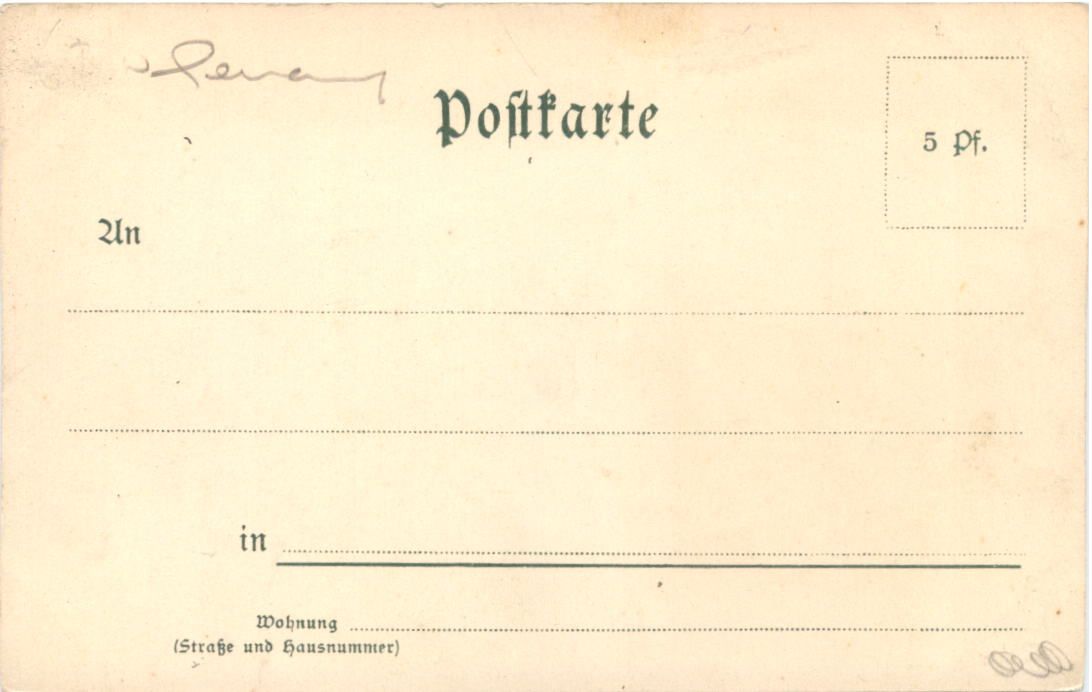 Postkarte
5 Pf.
An
in
Wohnung
(Straße und Hausnummer)